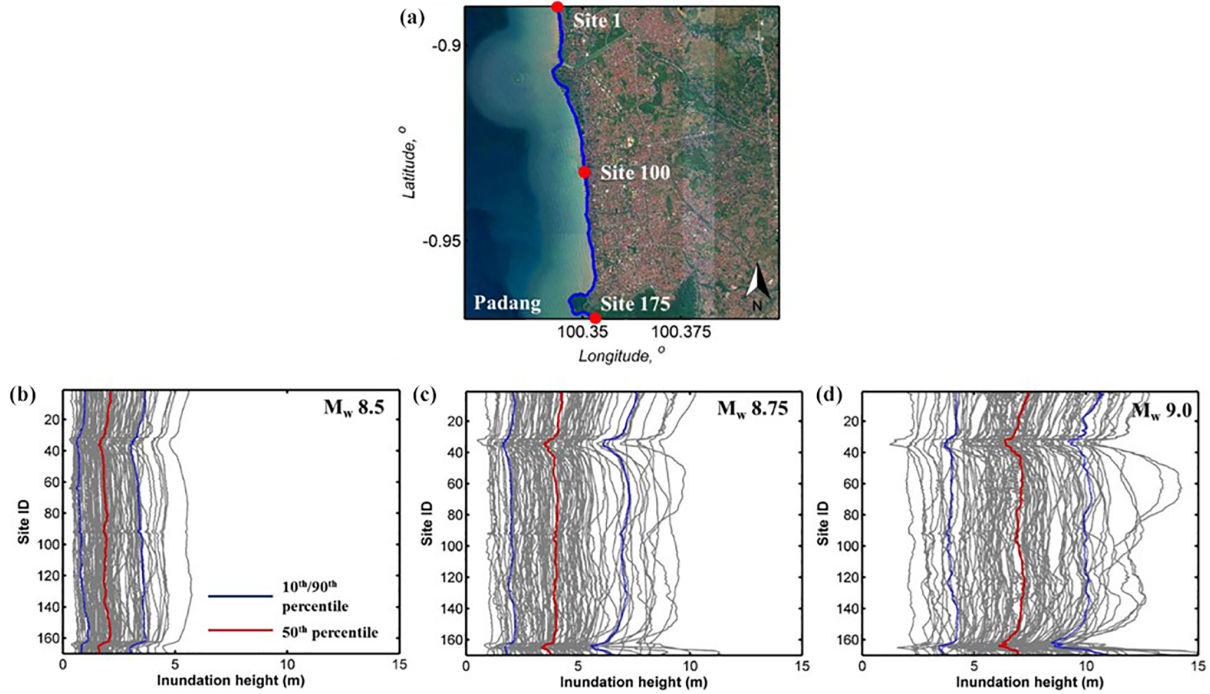 (a)
Site 1
-0.9
Latitude, °
Site 100
-0.95
Padang
Site 175
N
100.35
100.375
Longitude, °
(b)
Mw 8.5
20
40
60
80
100
120
140
160
Site ID
10th/90th
percentile
50th percentile
0
5
10
15
Inundation height (m)
(c)
Mw 8.75
20
40
60
80
100
120
140
160
Site ID
0
5
10
15
Inundation height (m)
(d)
Mw 9.0
20
40
60
80
100
120
140
160
Site ID
0
5
10
15
Inundation height (m)